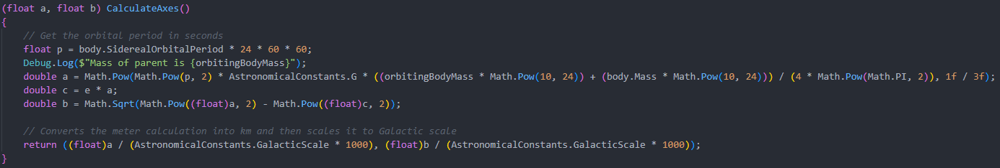 (float a, float b) CalculateAxes()
{
    // Get the orbital period in seconds
    float p = body.SiderealOrbitalPeriod * 24 * 60 * 60;
    Debug.Log($"Mass of parent is {orbitingBodyMass}");
    double a = Math.Pow(Math.Pow(p, 2) * AstronomicalConstants.G * ((orbitingBodyMass * Math.Pow(10, 24)) + (body.Mass * Math.Pow(10, 24))) / (4 * Math.Pow(Math.PI, 2)), 1f / 3f);
    double c = e * a;
    double b = Math.Sqrt(Math.Pow((float)a, 2) - Math.Pow((float)c, 2));

    // Converts the meter calculation into km and then scales it to Galactic scale
    return ((float)a / (AstronomicalConstants.GalacticScale * 1000), (float)b / (AstronomicalConstants.GalacticScale * 1000));
}